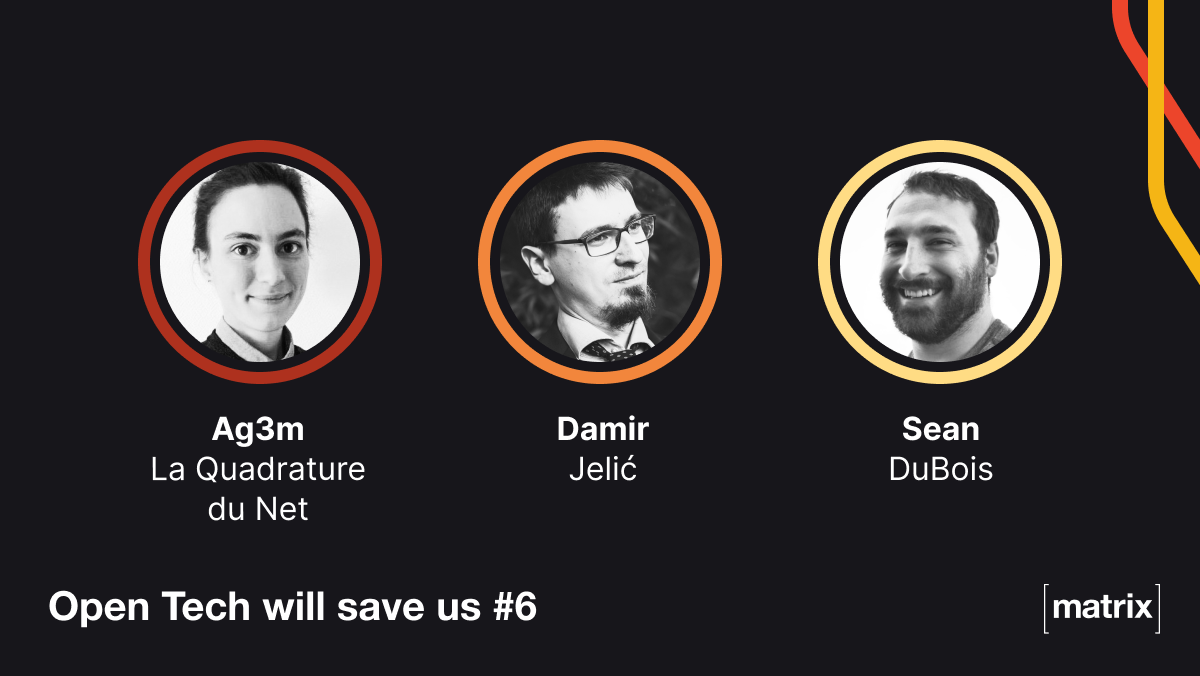 Ag3m
La Quadrature
du Net
Damir
Jelić
Sean
DuBois
Open Tech will save us #6
[matrix]